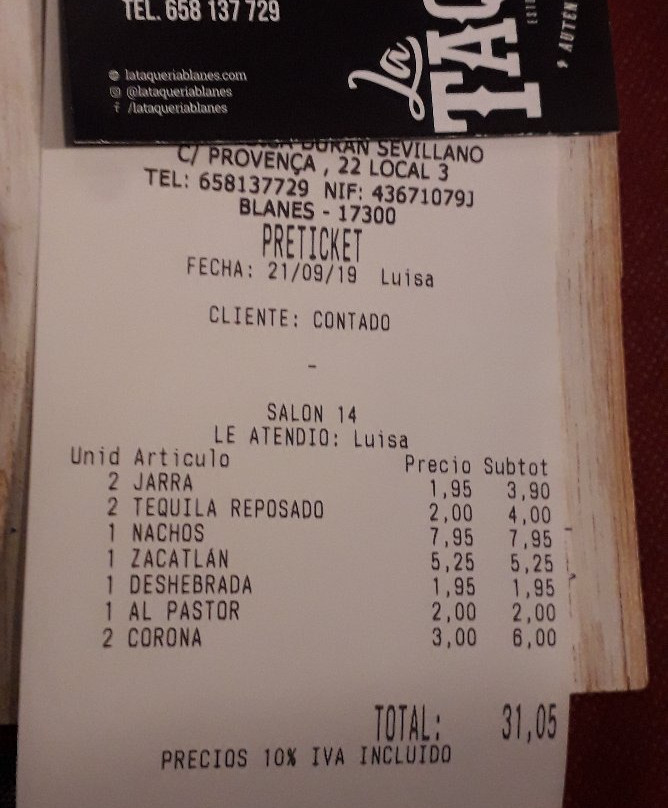 TEL. 658 137 729
lataqueriablanes.com
@lataqueriablanes
/lataqueriablanes
La
DURAN SEVILLANO
C/ PROVENÇA , 22 LOCAL 3
TEL: 658137729 NIF: 43671079J
BLANES - 17300
PRETICKET
FECHA: 21/09/19 Luisa
CLIENTE: CONTADO
-
SALON 14
LE ATENDIO: Luisa
Unid Articulo Precio Subtot
2 JARRA 1,95 3,90
2 TEQUILA REPOSADO 2,00 4,00
1 NACHOS 7,95 7,95
1 ZACATLAN 5,25 5,25
1 DESHEBRADA 1,95 1,95
1 AL PASTOR 2,00 2,00
2 CORONA 3,00 6,00
TOTAL: 31,05
PRECIOS 10% IVA INCLUIDO